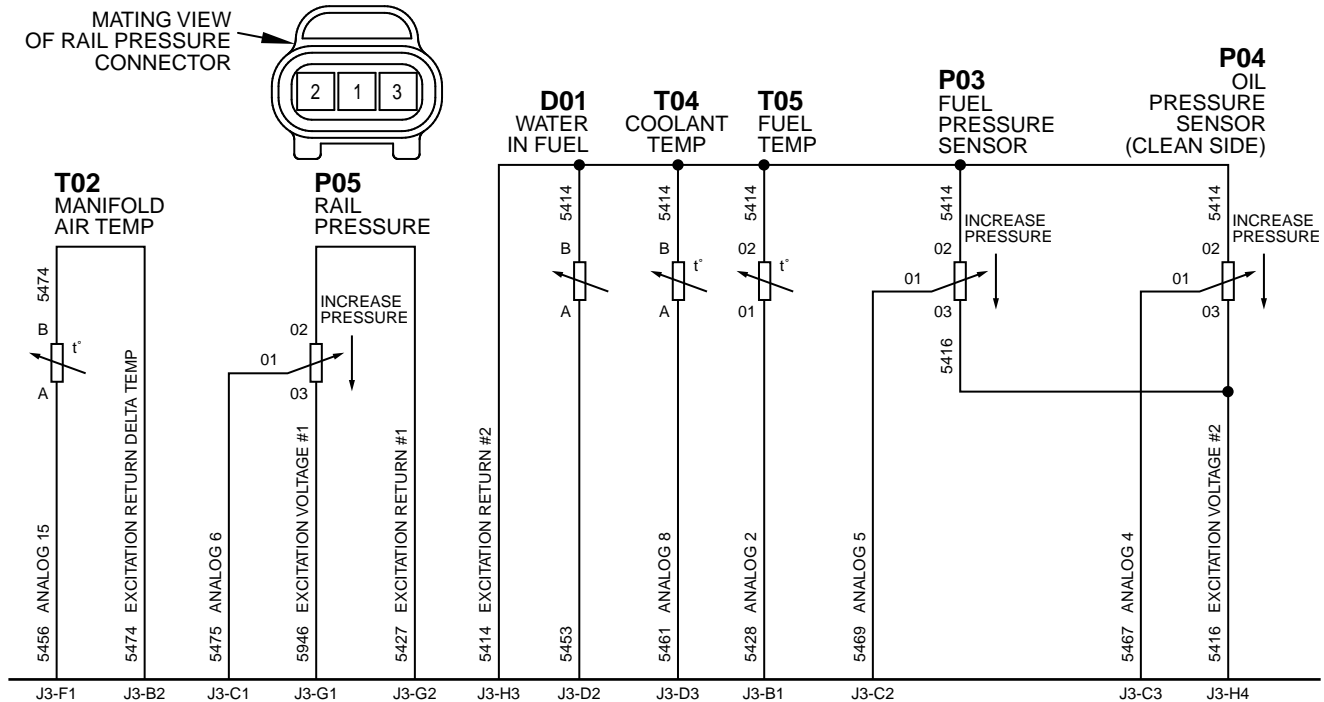 MATING VIEW
OF RAIL PRESSURE
CONNECTOR
2 1 3
T02
MANIFOLD
AIR TEMP
P05
RAIL
PRESSURE
D01
WATER
IN FUEL
T04
COOLANT
TEMP
T05
FUEL
TEMP
P03
FUEL
PRESSURE
SENSOR
P04
OIL
PRESSURE
SENSOR
(CLEAN SIDE)
5474
B
t°
A
INCREASE
PRESSURE
02
01
03
5414
B
A
5414
B
t°
A
5414
02
t°
01
5414
INCREASE
PRESSURE
02
01
03
5416
5414
INCREASE
PRESSURE
02
01
03
5456 ANALOG 15
5474 EXCITATION RETURN DELTA TEMP
5475 ANALOG 6
5946 EXCITATION VOLTAGE #1
5427 EXCITATION RETURN #1
5414 EXCITATION RETURN #2
5453
5461 ANALOG 8
5428 ANALOG 2
5469 ANALOG 5
5467 ANALOG 4
5416 EXCITATION VOLTAGE #2
J3-F1 J3-B2 J3-C1 J3-G1 J3-G2 J3-H3 J3-D2 J3-D3 J3-B1 J3-C2 J3-C3 J3-H4